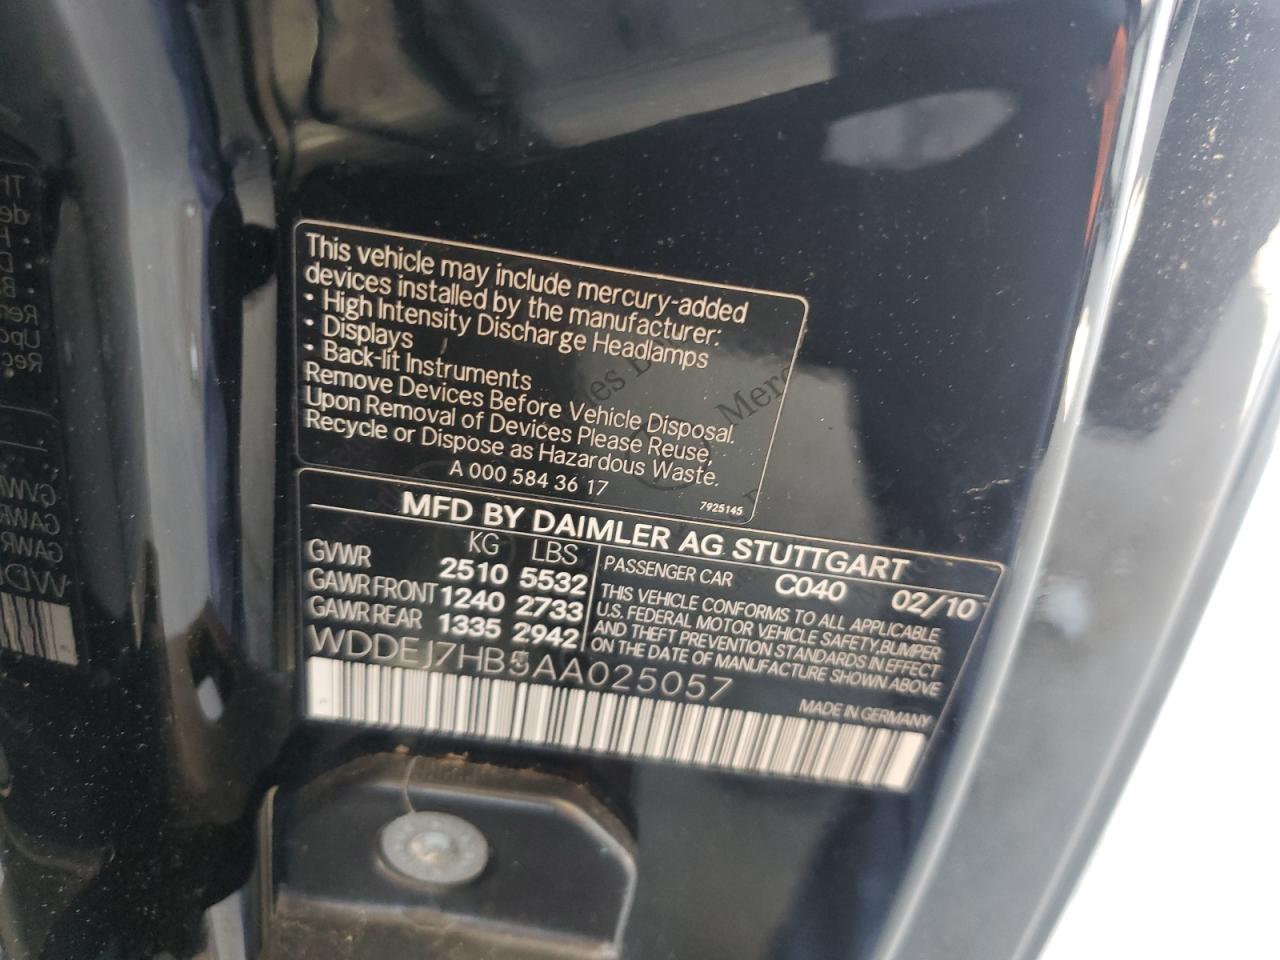 This vehicle may include mercury-added
devices installed by the manufacturer:
• High Intensity Discharge Headlamps
• Displays
• Back-lit Instruments
Remove Devices Before Vehicle Disposal.
Upon Removal of Devices Please Reuse,
Recycle or Dispose as Hazardous Waste.
A 000 584 36 17
7925145
MFD BY DAIMLER AG STUTTGART
KG LBS
GVWR 2510 5532
GAWR FRONT 1240 2733
GAWR REAR 1335 2942
PASSENGER CAR C040 02/10
THIS VEHICLE CONFORMS TO ALL APPLICABLE
U.S. FEDERAL MOTOR VEHICLE SAFETY, BUMPER
AND THEFT PREVENTION STANDARDS IN EFFECT
ON THE DATE OF MANUFACTURE SHOWN ABOVE
WDDEJ7HB5AA025057
MADE IN GERMANY